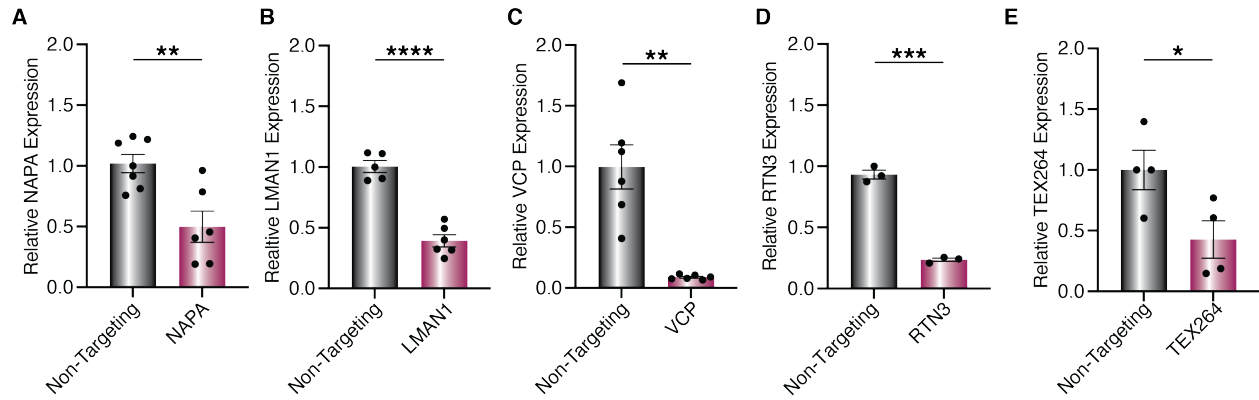 A
Relative NAPA Expression
2.0
1.5
1.0
0.5
0.0
**
Non-Targeting
NAPA
B
Realtive LMAN1 Expression
2.0
1.5
1.0
0.5
0.0
****
Non-Targeting
LMAN1
C
Relative VCP Expression
2.0
1.5
1.0
0.5
0.0
**
Non-Targeting
VCP
D
Relative RTN3 Expression
2.0
1.5
1.0
0.5
0.0
***
Non-Targeting
RTN3
E
Relative TEX264 Expression
2.0
1.5
1.0
0.5
0.0
*
Non-Targeting
TEX264